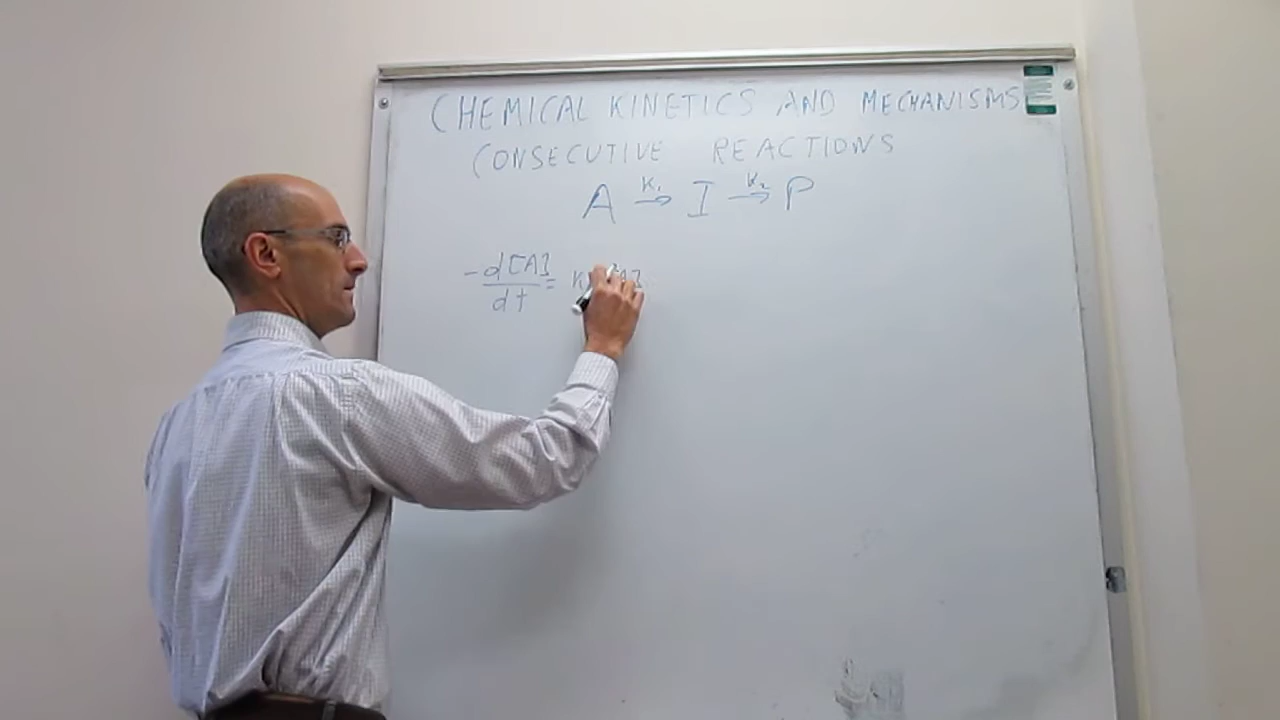 CHEMICAL KINETICS AND MECHANISMS
CONSECUTIVE REACTIONS
A →K₁ I →K₂ P
-d[A]/dt = K [A]